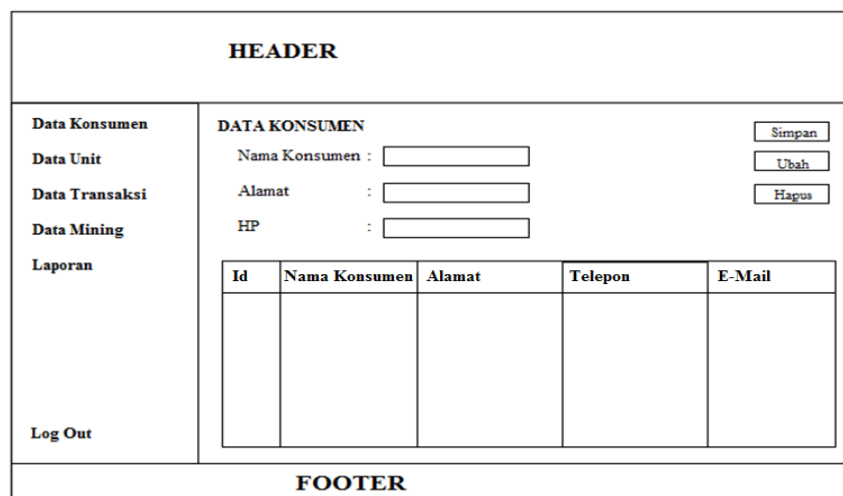 HEADER
Data Konsumen
Data Unit
Data Transaksi
Data Mining
Laporan
Log Out
DATA KONSUMEN
Nama Konsumen :
Alamat :
HP :
Simpan
Ubah
Hapus
Id Nama Konsumen Alamat Telepon E-Mail
FOOTER